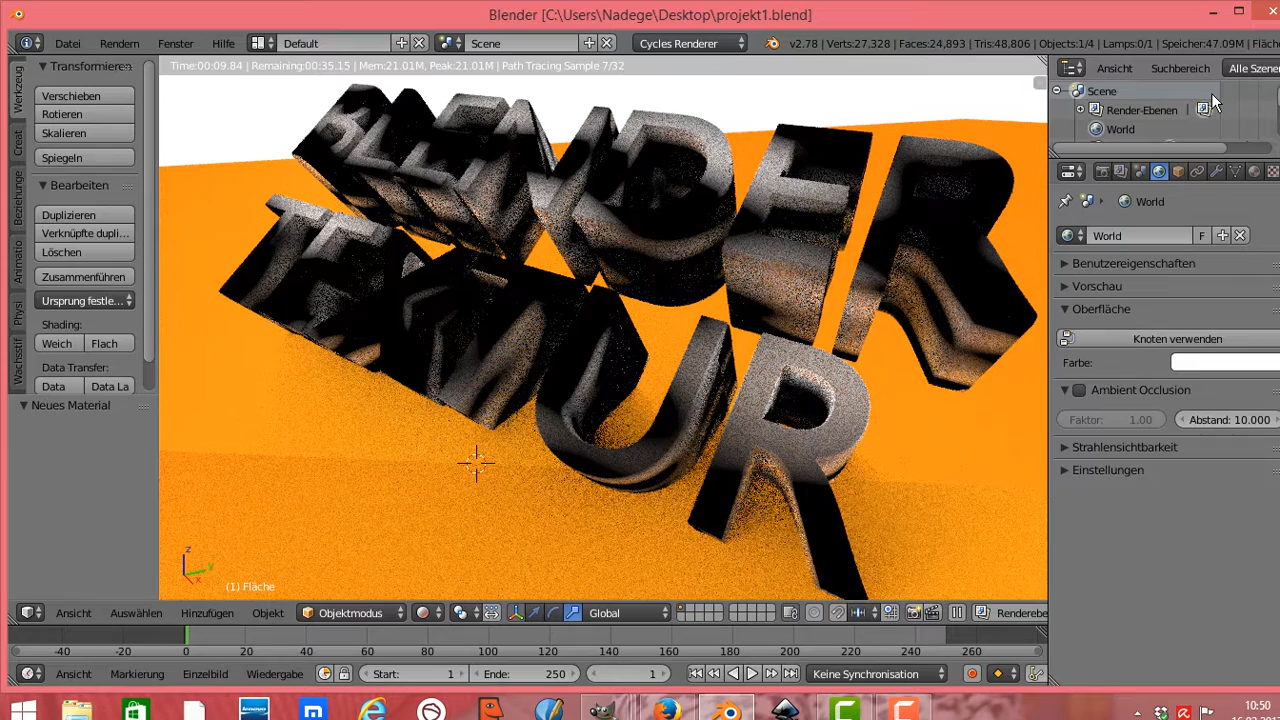 Blender [C:\Users\Nadege\Desktop\projekt1.blend]
Datei Rendern Fenster Hilfe Default Scene Cycles Renderer v2.78 | Verts:27,328 | Faces:24,893 | Tris:48,806 | Objects:1/4 | Lamps:0/1 | Speicher:47.09M | Fläche
Time:00:09.84 | Remaining:00:35.15 | Mem:21.01M, Peak:21.01M | Path Tracing Sample 7/32
Werkzeug
Creat
Beziehunge
Animatio
Physi
Wachsstif
Transformieren
Verschieben
Rotieren
Skalieren
Spiegeln
Bearbeiten
Duplizieren
Verknüpfte dupli...
Löschen
Zusammenführen
Ursprung festle...
Shading:
Weich Flach
Data Transfer:
Data Data La
Neues Material
BLENDER
TEXTUR
z
y
x
(1) Fläche
Ansicht Auswählen Hinzufügen Objekt Objektmodus Global Renderebe
-40 -20 0 20 40 60 80 100 120 140 160 180 200 220 240 260
Ansicht Markierung Einzelbild Wiedergabe Start: 1 Ende: 250 1 Keine Synchronisation
Ansicht Suchbereich Alle Szenen
Scene
Render-Ebenen |
World
World
World F
Benutzereigenschaften
Vorschau
Oberfläche
Knoten verwenden
Farbe:
Ambient Occlusion
Faktor: 1.00 Abstand: 10.000
Strahlensichtbarkeit
Einstellungen
lenovo
10:50